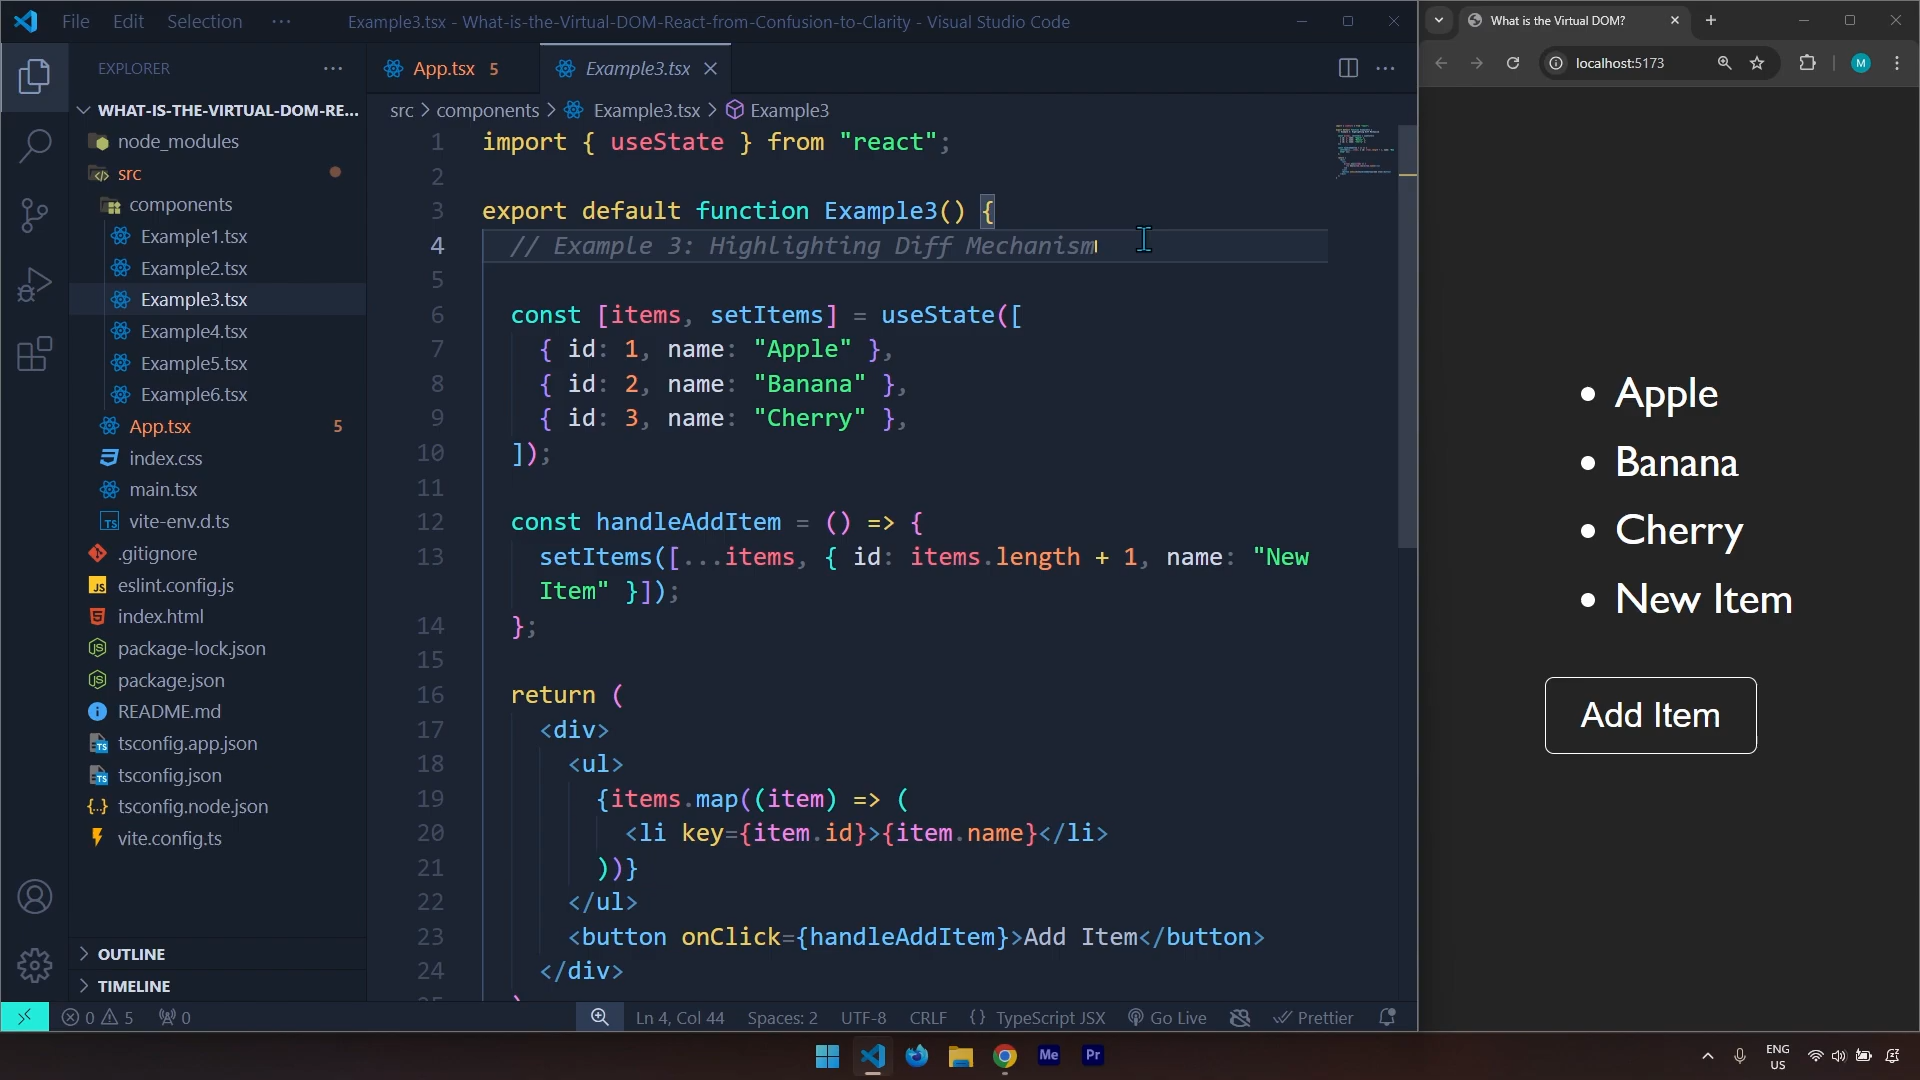 File Edit Selection ··· Example3.tsx - What-is-the-Virtual-DOM-React-from-Confusion-to-Clarity - Visual Studio Code
EXPLORER
WHAT-IS-THE-VIRTUAL-DOM-RE...
node_modules
src
components
Example1.tsx
Example2.tsx
Example3.tsx
Example4.tsx
Example5.tsx
Example6.tsx
App.tsx 5
index.css
main.tsx
vite-env.d.ts
.gitignore
eslint.config.js
index.html
package-lock.json
package.json
README.md
tsconfig.app.json
tsconfig.json
tsconfig.node.json
vite.config.ts
OUTLINE
TIMELINE
App.tsx 5 Example3.tsx
src > components > Example3.tsx > Example3
1 import { useState } from "react";
2
3 export default function Example3() {
4 // Example 3: Highlighting Diff Mechanism
5
6 const [items, setItems] = useState([
7 { id: 1, name: "Apple" },
8 { id: 2, name: "Banana" },
9 { id: 3, name: "Cherry" },
10 ]);
11
12 const handleAddItem = () => {
13 setItems([...items, { id: items.length + 1, name: "New
Item" }]);
14 };
15
16 return (
17 <div>
18 <ul>
19 {items.map((item) => (
20 <li key={item.id}>{item.name}</li>
21 ))}
22 </ul>
23 <button onClick={handleAddItem}>Add Item</button>
24 </div>
0 5 0 Ln 4, Col 44 Spaces: 2 UTF-8 CRLF {} TypeScript JSX Go Live Prettier
What is the Virtual DOM?
localhost:5173
M
• Apple
• Banana
• Cherry
• New Item
Add Item
Me Pr
ENG
US